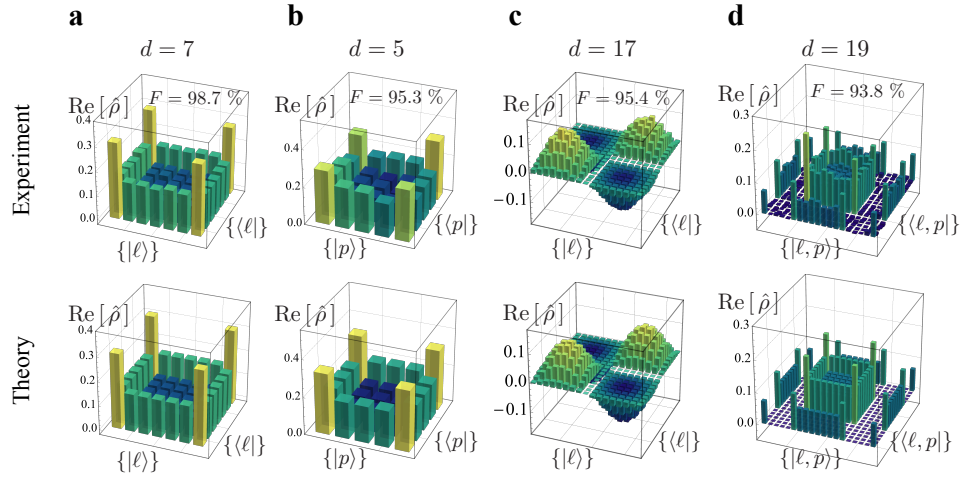 a b c d
d = 7 d = 5 d = 17 d = 19
Experiment
Re[ρ̂] F = 98.7 %
0.4
0.3
0.2
0.1
0.0
{|ℓ⟩} {⟨ℓ|}
Re[ρ̂] F = 95.3 %
0.4
0.2
0.0
{|p⟩} {⟨p|}
Re[ρ̂] F = 95.4 %
0.1
0.0
−0.1
{|ℓ⟩} {⟨ℓ|}
Re[ρ̂] F = 93.8 %
0.3
0.2
0.1
0.0
{|ℓ, p⟩} {⟨ℓ, p|}
Theory
Re[ρ̂]
0.4
0.3
0.2
0.1
0.0
{|ℓ⟩} {⟨ℓ|}
Re[ρ̂]
0.4
0.2
0.0
{|p⟩} {⟨p|}
Re[ρ̂]
0.1
0.0
−0.1
{|ℓ⟩} {⟨ℓ|}
Re[ρ̂]
0.3
0.2
0.1
0.0
{|ℓ, p⟩} {⟨ℓ, p|}